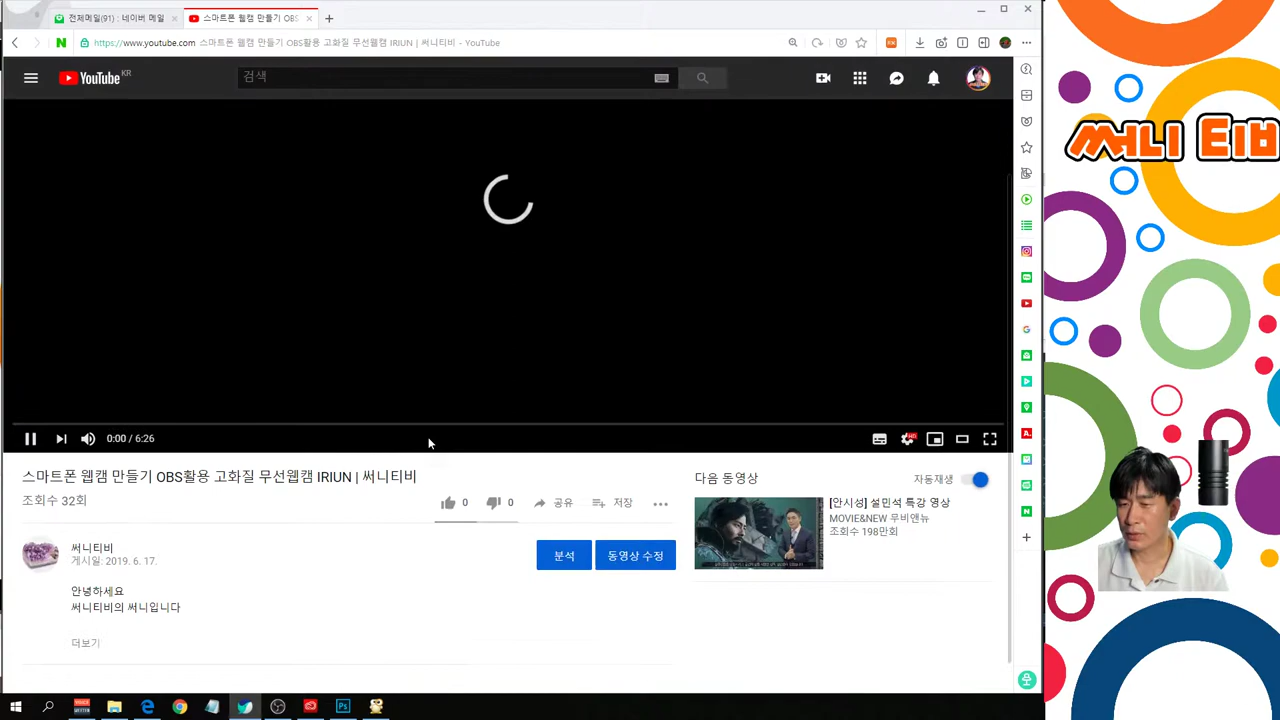 전체메일(91) : 네이버 메일
스마트폰 웹캠 만들기 OBS
https://www.youtube.com 스마트폰 웹캠 만들기 OBS활용 고화질 무선웹캠 IRIUN | 써니티비 - YouTube
YouTube KR
검색
써니 티비
0:00 / 6:26
HD
스마트폰 웹캠 만들기 OBS활용 고화질 무선웹캠 IRIUN | 써니티비
조회수 32회
0
0
공유
저장
써니티비
게시일: 2019. 6. 17.
분석
동영상 수정
안녕하세요
써니티비의 써니입니다
더보기
다음 동영상
자동재생
[안시성] 설민석 특강 영상
MOVIE&NEW 무비앤뉴
조회수 198만회
Ps